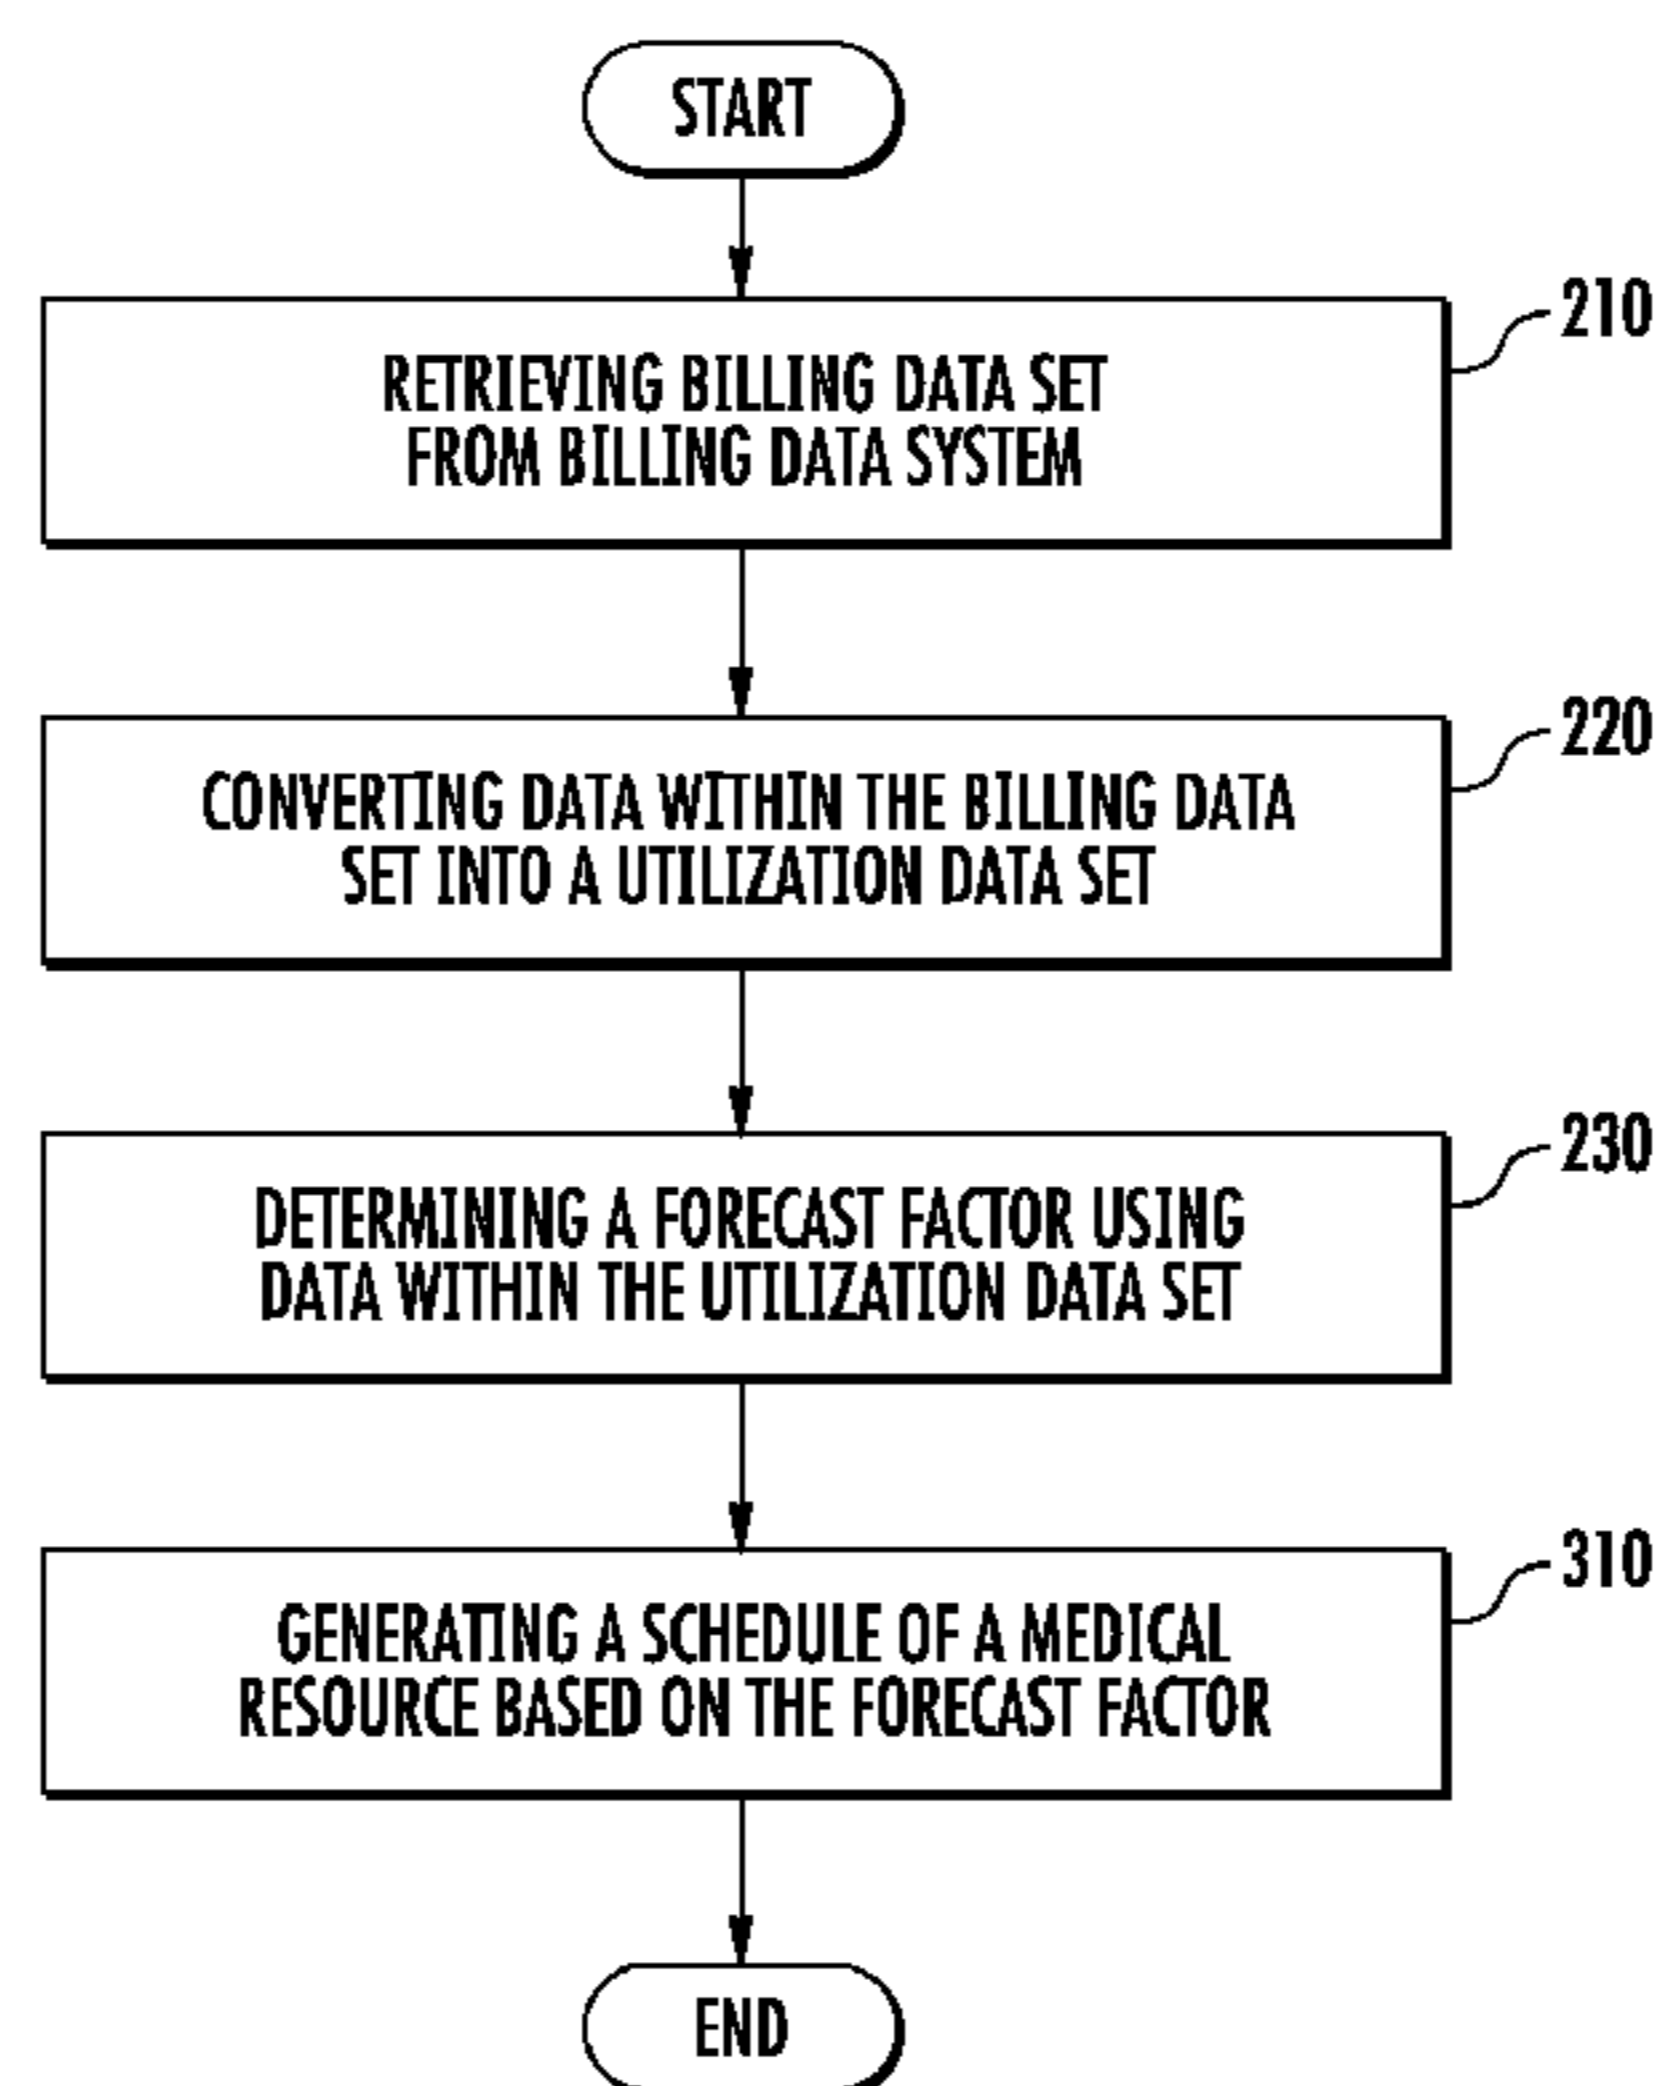 START
210
RETRIEVING BILLING DATA SET
FROM BILLING DATA SYSTEM
220
CONVERTING DATA WITHIN THE BILLING DATA
SET INTO A UTILIZATION DATA SET
230
DETERMINING A FORECAST FACTOR USING
DATA WITHIN THE UTILIZATION DATA SET
310
GENERATING A SCHEDULE OF A MEDICAL
RESOURCE BASED ON THE FORECAST FACTOR
END